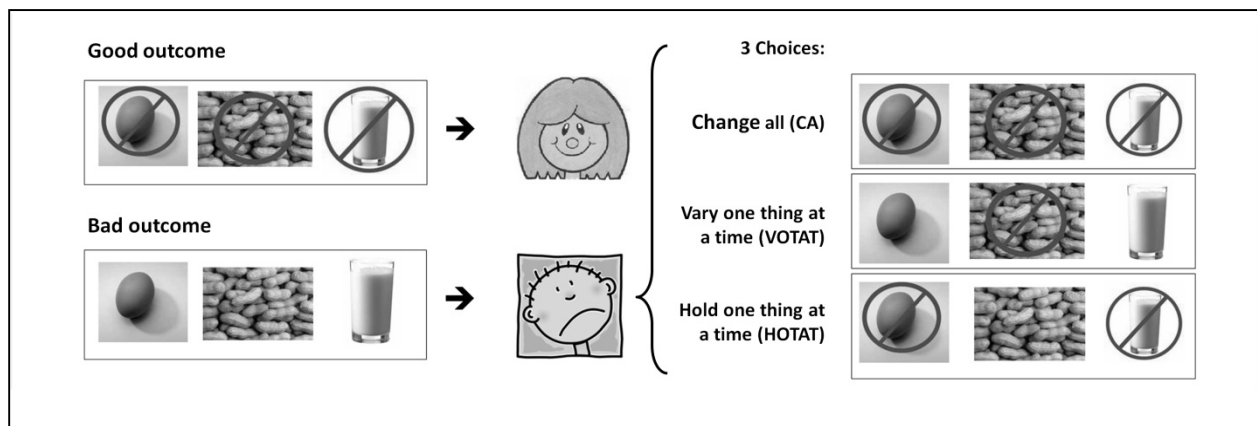 Good outcome
Bad outcome
3 Choices:
Change all (CA)
Vary one thing at
a time (VOTAT)
Hold one thing at
a time (HOTAT)